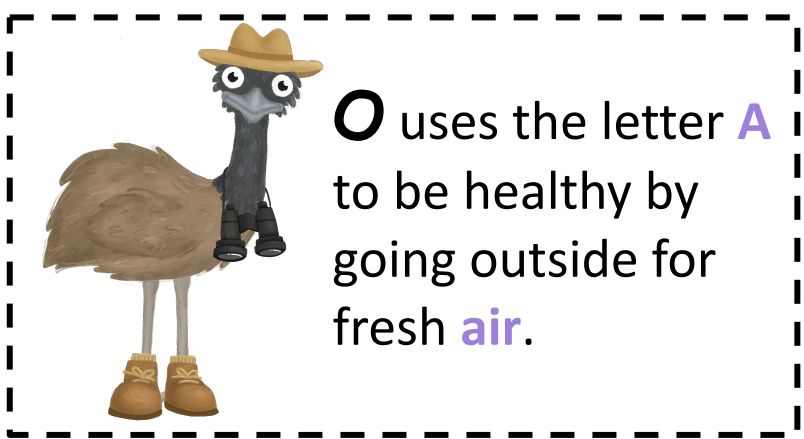 O uses the letter A
to be healthy by
going outside for
fresh air.